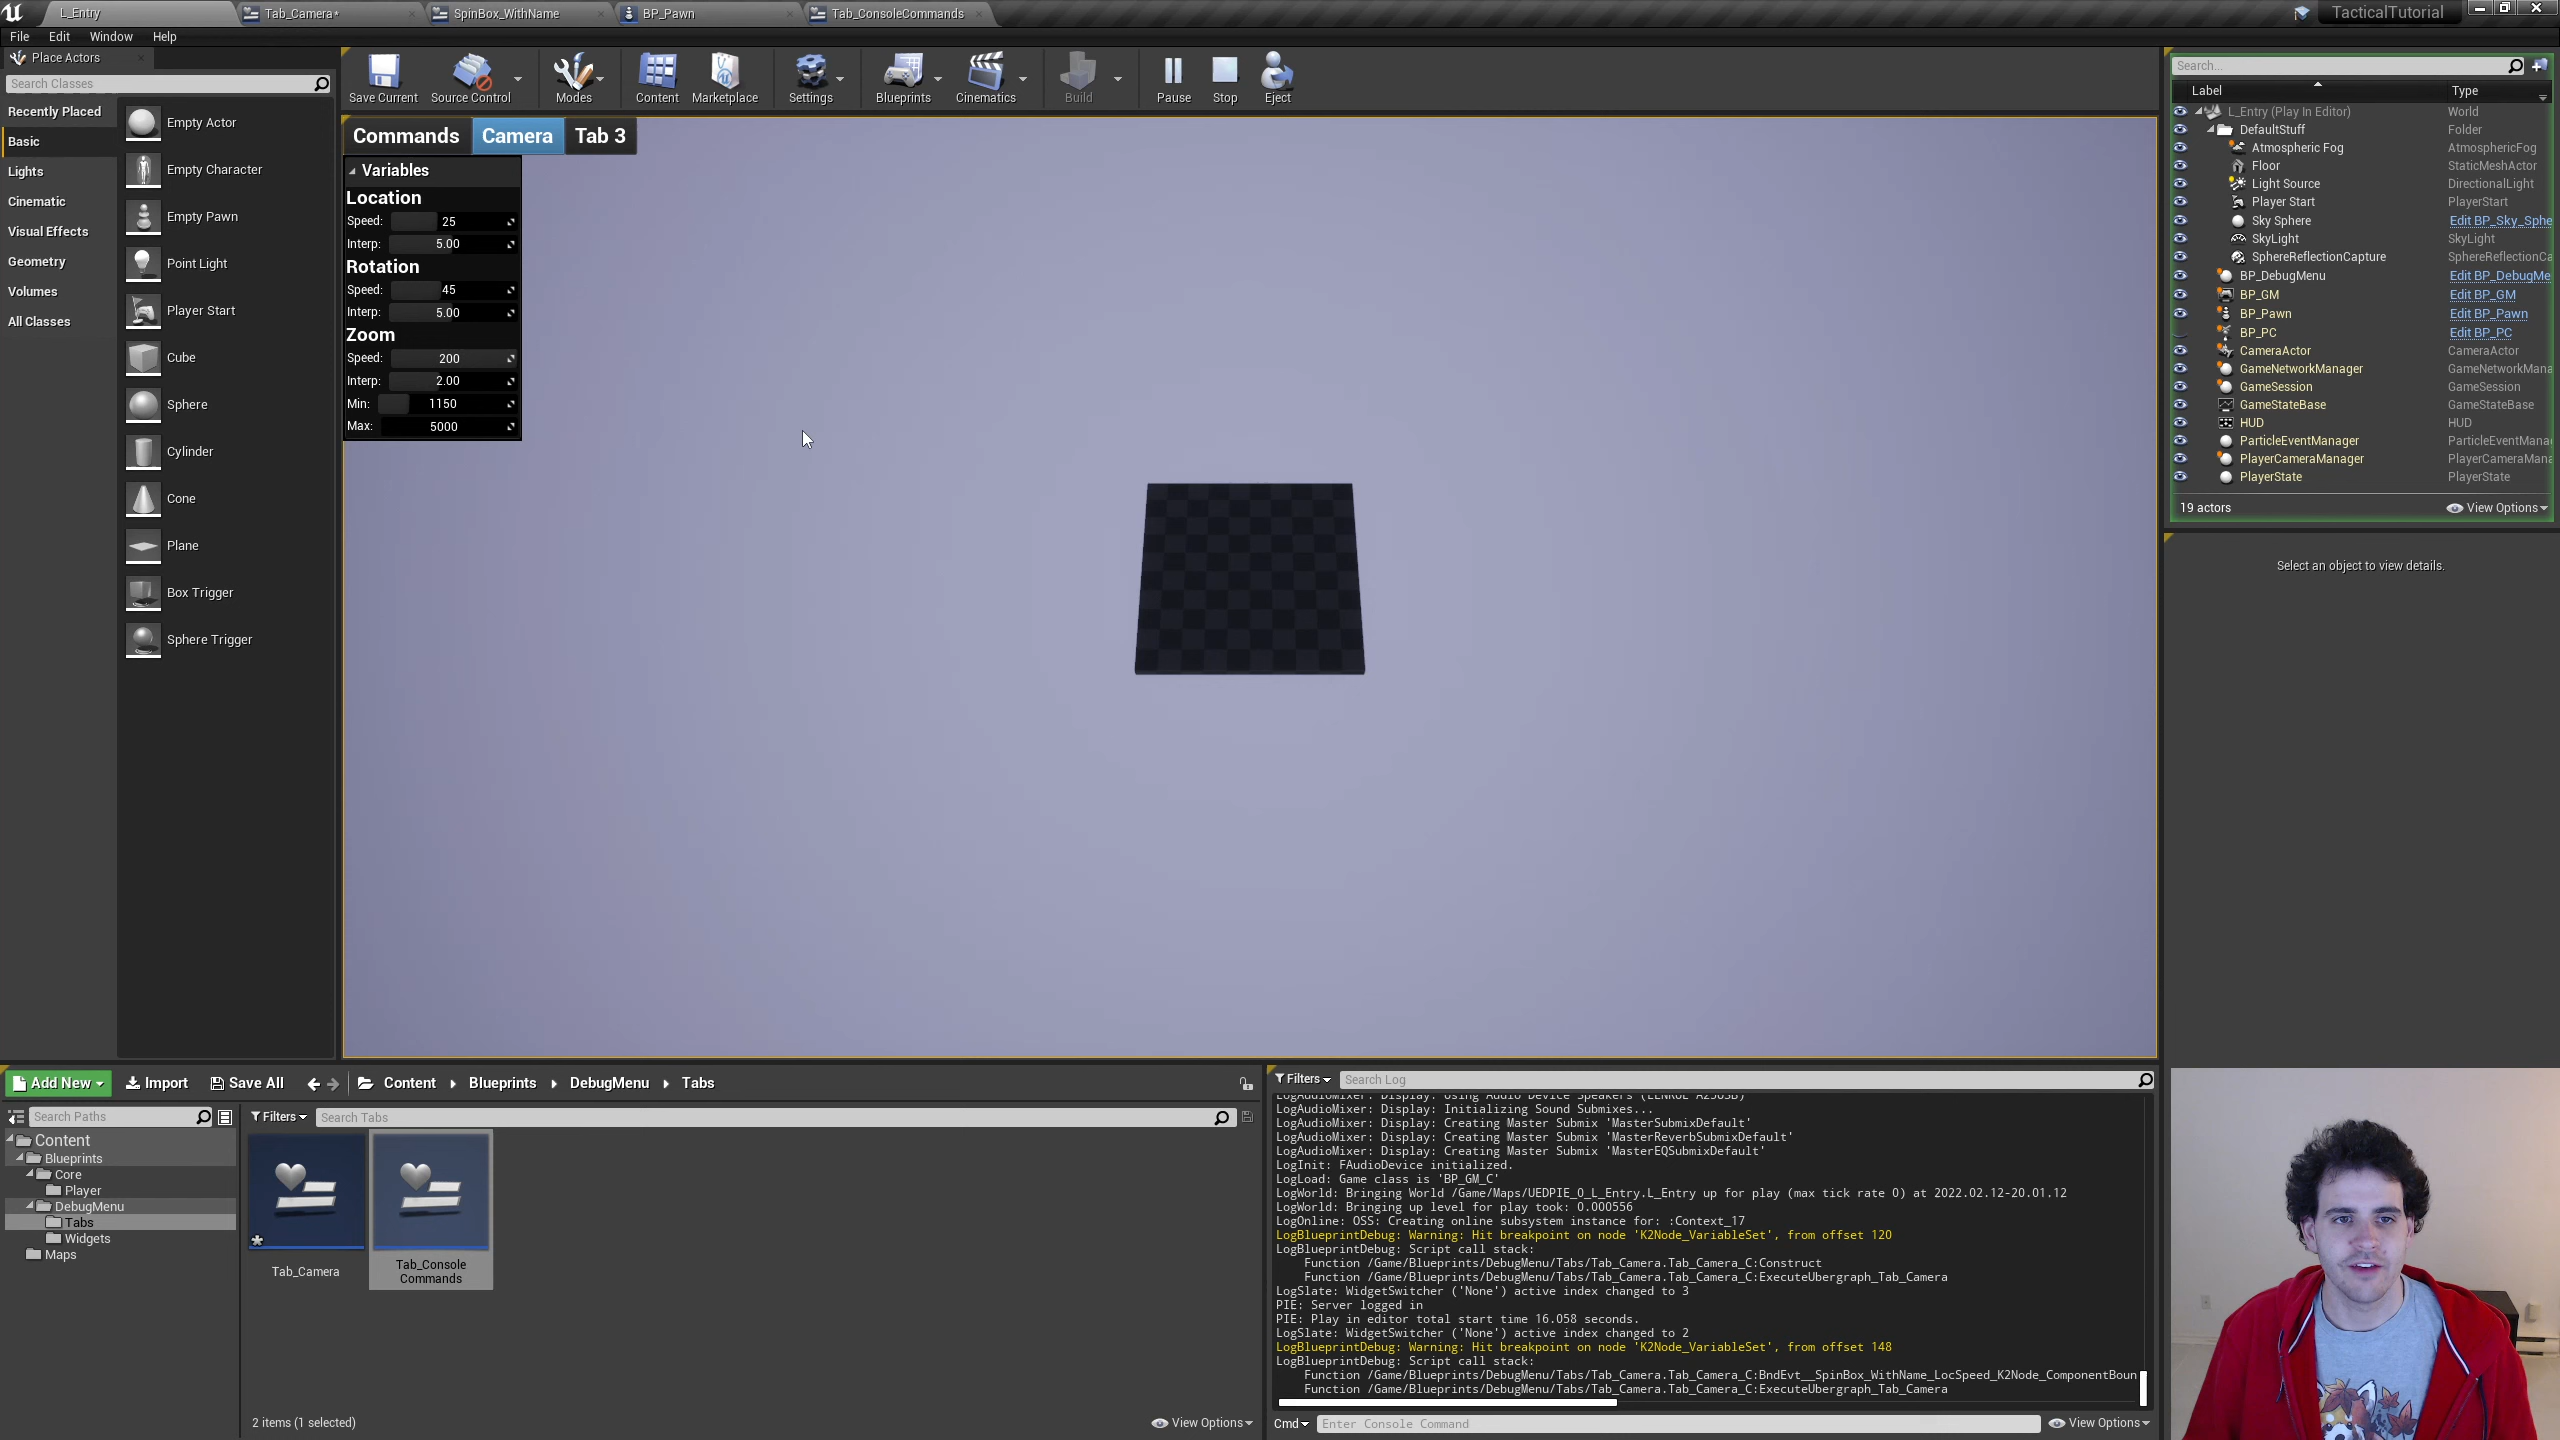 L_Entry
Tab_Camera*
SpinBox_WithName
BP_Pawn
Tab_ConsoleCommands
TacticalTutorial
File Edit Window Help
Place Actors
Search Classes
Recently Placed
Basic
Lights
Cinematic
Visual Effects
Geometry
Volumes
All Classes
Empty Actor
Empty Character
Empty Pawn
Point Light
Player Start
Cube
Sphere
Cylinder
Cone
Plane
Box Trigger
Sphere Trigger
Save Current
Source Control
Modes
Content
Marketplace
Settings
Blueprints
Cinematics
Build
Pause
Stop
Eject
Commands Camera Tab 3
Variables
Location
Speed: 25
Interp: 5.00
Rotation
Speed: 45
Interp: 5.00
Zoom
Speed: 200
Interp: 2.00
Min: 1150
Max: 5000
Search...
Label Type
L_Entry (Play In Editor) World
DefaultStuff Folder
Atmospheric Fog AtmosphericFog
Floor StaticMeshActor
Light Source DirectionalLight
Player Start PlayerStart
Sky Sphere Edit BP_Sky_Sphe
SkyLight SkyLight
SphereReflectionCapture SphereReflectionCa
BP_DebugMenu Edit BP_DebugMe
BP_GM Edit BP_GM
BP_Pawn Edit BP_Pawn
BP_PC Edit BP_PC
CameraActor CameraActor
GameNetworkManager GameNetworkMana
GameSession GameSession
GameStateBase GameStateBase
HUD HUD
ParticleEventManager ParticleEventMana
PlayerCameraManager PlayerCameraMana
PlayerState PlayerState
19 actors View Options
Select an object to view details.
Add New Import Save All Content Blueprints DebugMenu Tabs
Search Paths
Filters Search Tabs
Content
Blueprints
Core
Player
DebugMenu
Tabs
Widgets
Maps
Tab_Camera
Tab_Console
Commands
2 items (1 selected) View Options
Filters Search Log
LogAudioMixer: Display: Initializing Sound Submixes...
LogAudioMixer: Display: Creating Master Submix 'MasterSubmixDefault'
LogAudioMixer: Display: Creating Master Submix 'MasterReverbSubmixDefault'
LogAudioMixer: Display: Creating Master Submix 'MasterEQSubmixDefault'
LogInit: FAudioDevice initialized.
LogLoad: Game class is 'BP_GM_C'
LogWorld: Bringing World /Game/Maps/UEDPIE_0_L_Entry.L_Entry up for play (max tick rate 0) at 2022.02.12-20.01.12
LogWorld: Bringing up level for play took: 0.000556
LogOnline: OSS: Creating online subsystem instance for: :Context_17
LogBlueprintDebug: Warning: Hit breakpoint on node 'K2Node_VariableSet', from offset 120
LogBlueprintDebug: Script call stack:
Function /Game/Blueprints/DebugMenu/Tabs/Tab_Camera.Tab_Camera_C:Construct
Function /Game/Blueprints/DebugMenu/Tabs/Tab_Camera.Tab_Camera_C:ExecuteUbergraph_Tab_Camera
LogSlate: WidgetSwitcher ('None') active index changed to 3
PIE: Server logged in
PIE: Play in editor total start time 16.058 seconds.
LogSlate: WidgetSwitcher ('None') active index changed to 2
LogBlueprintDebug: Warning: Hit breakpoint on node 'K2Node_VariableSet', from offset 148
LogBlueprintDebug: Script call stack:
Function /Game/Blueprints/DebugMenu/Tabs/Tab_Camera.Tab_Camera_C:BndEvt__SpinBox_WithName_LocSpeed_K2Node_ComponentBoun
Function /Game/Blueprints/DebugMenu/Tabs/Tab_Camera.Tab_Camera_C:ExecuteUbergraph_Tab_Camera
Cmd Enter Console Command View Options